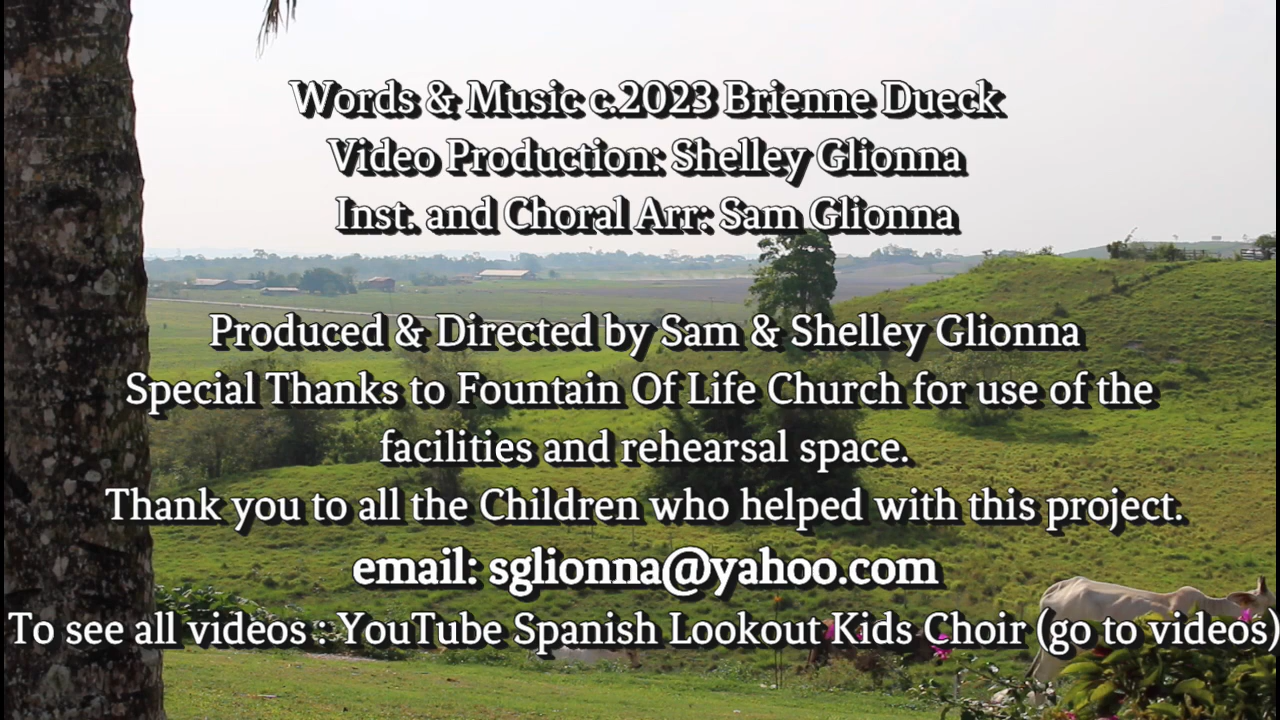 Words & Music c.2023 Brienne Dueck
Video Production: Shelley Glionna
Inst. and Choral Arr: Sam Glionna
Produced & Directed by Sam & Shelley Glionna
Special Thanks to Fountain Of Life Church for use of the
facilities and rehearsal space.
Thank you to all the Children who helped with this project.
email: sglionna@yahoo.com
To see all videos : YouTube Spanish Lookout Kids Choir (go to videos)